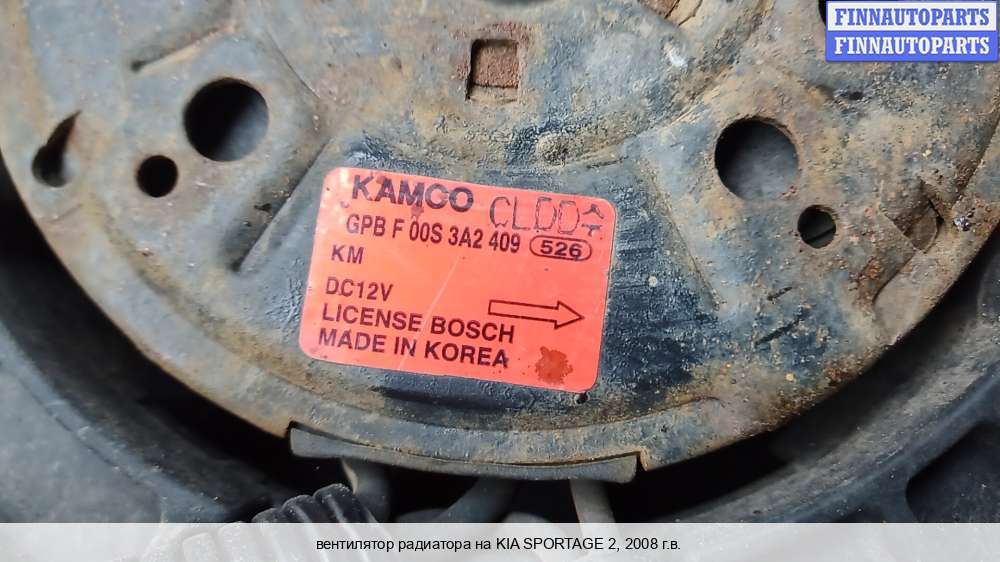 FINNAUTOPARTS
FINNAUTOPARTS
KAMCO CLDD
GPB F 00S 3A2 409 526
KM
DC12V
LICENSE BOSCH
MADE IN KOREA
вентилятор радиатора на KIA SPORTAGE 2, 2008 г.в.